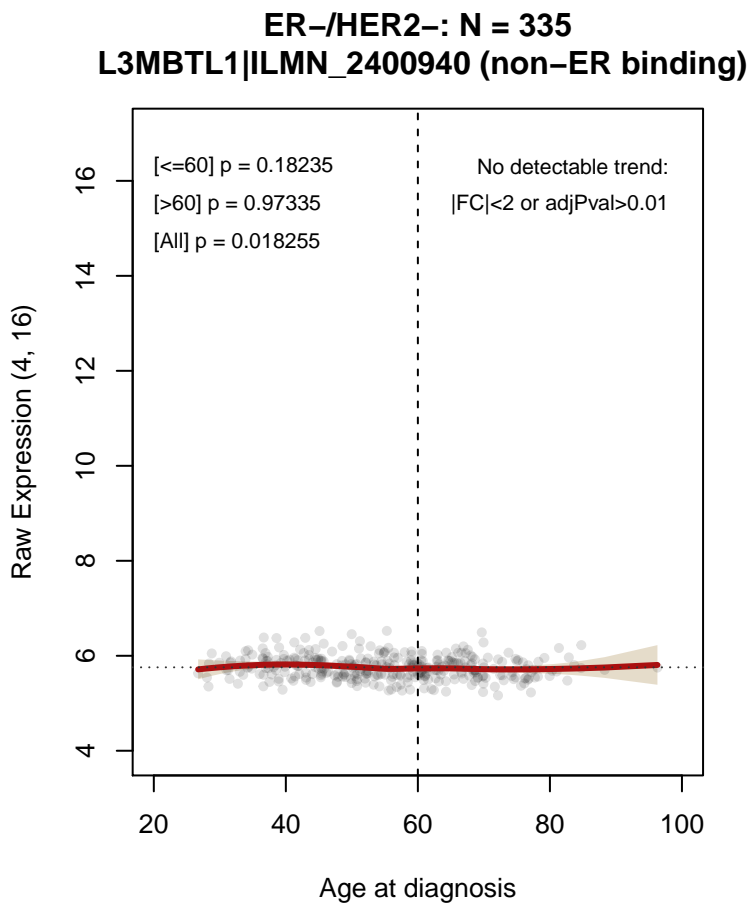 ER−/HER2−: N = 335
L3MBTL1|ILMN_2400940 (non−ER binding)
[<=60] p = 0.18235
[>60] p = 0.97335
[All] p = 0.018255
No detectable trend:
|FC|<2 or adjPval>0.01
Raw Expression (4, 16)
16
14
12
10
8
6
4
20 40 60 80 100
Age at diagnosis